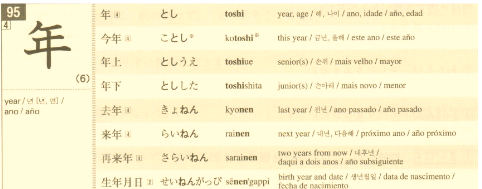 95
4
年
(6)
year / 년 [년, 연] /
ano / año
年 4 とし toshi year, age / 해, 나이 / ano, idade / año, edad
今年 4 ことし* kotoshi* this year / 금년, 올해 / este ano / este año
年上 4 としうえ toshiue senior(s) / 손위 / mais velho / mayor
年下 とした toshishita junior(s) / 손아래 / mais novo / menor
去年 4 きょねん kyonen last year / 전년 / ano passado / año pasado
来年 4 らいねん rainen next year / 내년, 다음해 / próximo ano / año próximo
再来年 さらいねん sarainen two years from now / 내후년 /
daqui a dois anos / año subsiguiente
生年月日 2 せいねんがっぴ sēnen'gappi birth year and date / 생년월일 / data de nascimento /
fecha de nacimiento